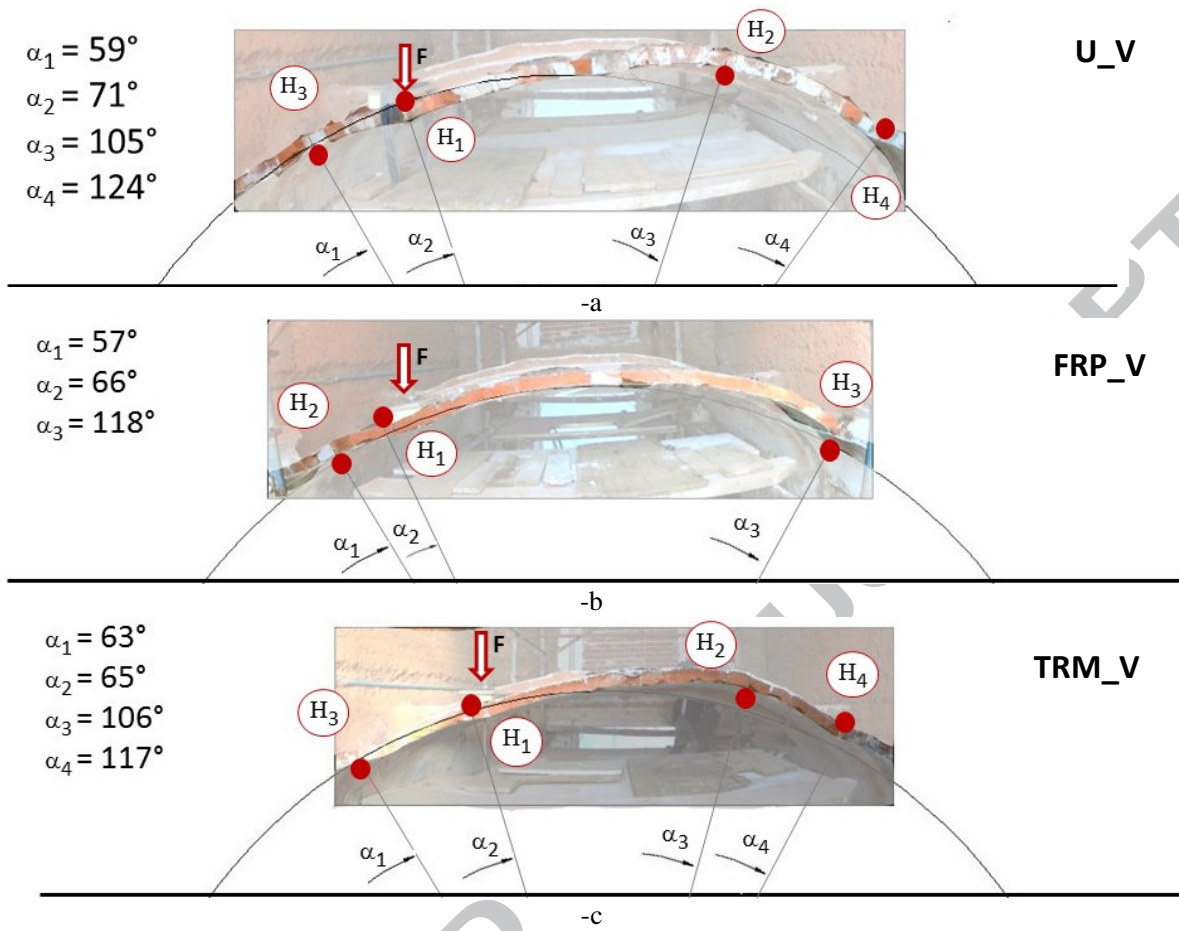 α₁ = 59°
α₂ = 71°
α₃ = 105°
α₄ = 124°
U_V
F
H₃
H₁
H₂
H₄
α₁
α₂
α₃
α₄
-a
α₁ = 57°
α₂ = 66°
α₃ = 118°
FRP_V
F
H₂
H₁
H₃
α₁
α₂
α₃
-b
α₁ = 63°
α₂ = 65°
α₃ = 106°
α₄ = 117°
TRM_V
F
H₃
H₁
H₂
H₄
α₁
α₂
α₃
α₄
-c